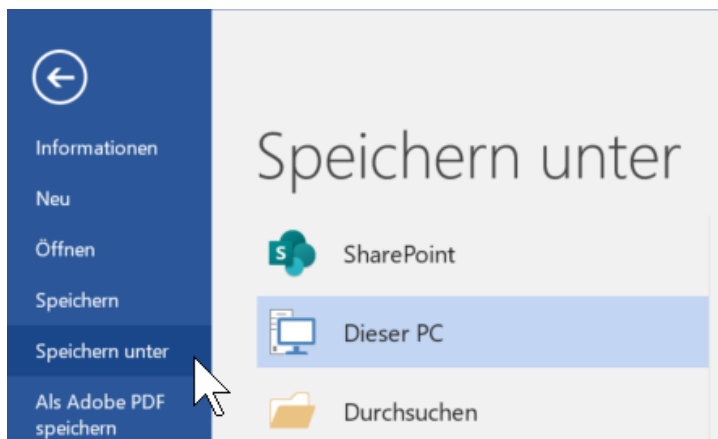 Informationen
Neu
Öffnen
Speichern
Speichern unter
Als Adobe PDF
speichern
Speichern unter
S
SharePoint
Dieser PC
Durchsuchen